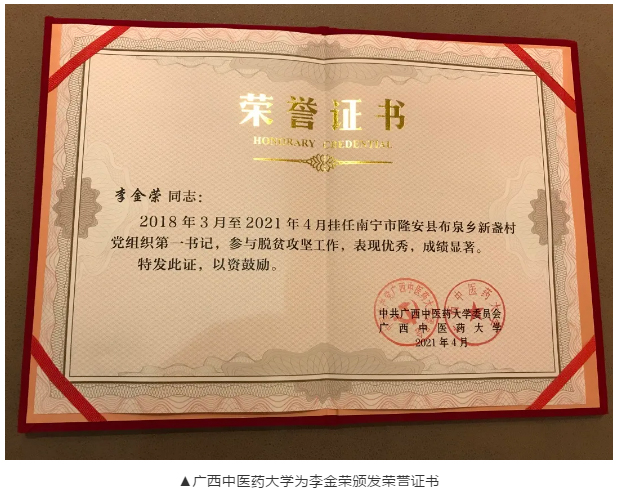 荣誉证书
HONORARY CREDENTIAL
李金荣 同志：
2018 年 3 月至 2021 年 4 月挂任南宁市隆安县布泉乡新盏村
党组织第一书记，参与脱贫攻坚工作，表现优秀，成绩显著。
特发此证，以资鼓励。
中共广西中医药大学委员会
广西中医药大学
2021 年 4 月
▲广西中医药大学为李金荣颁发荣誉证书